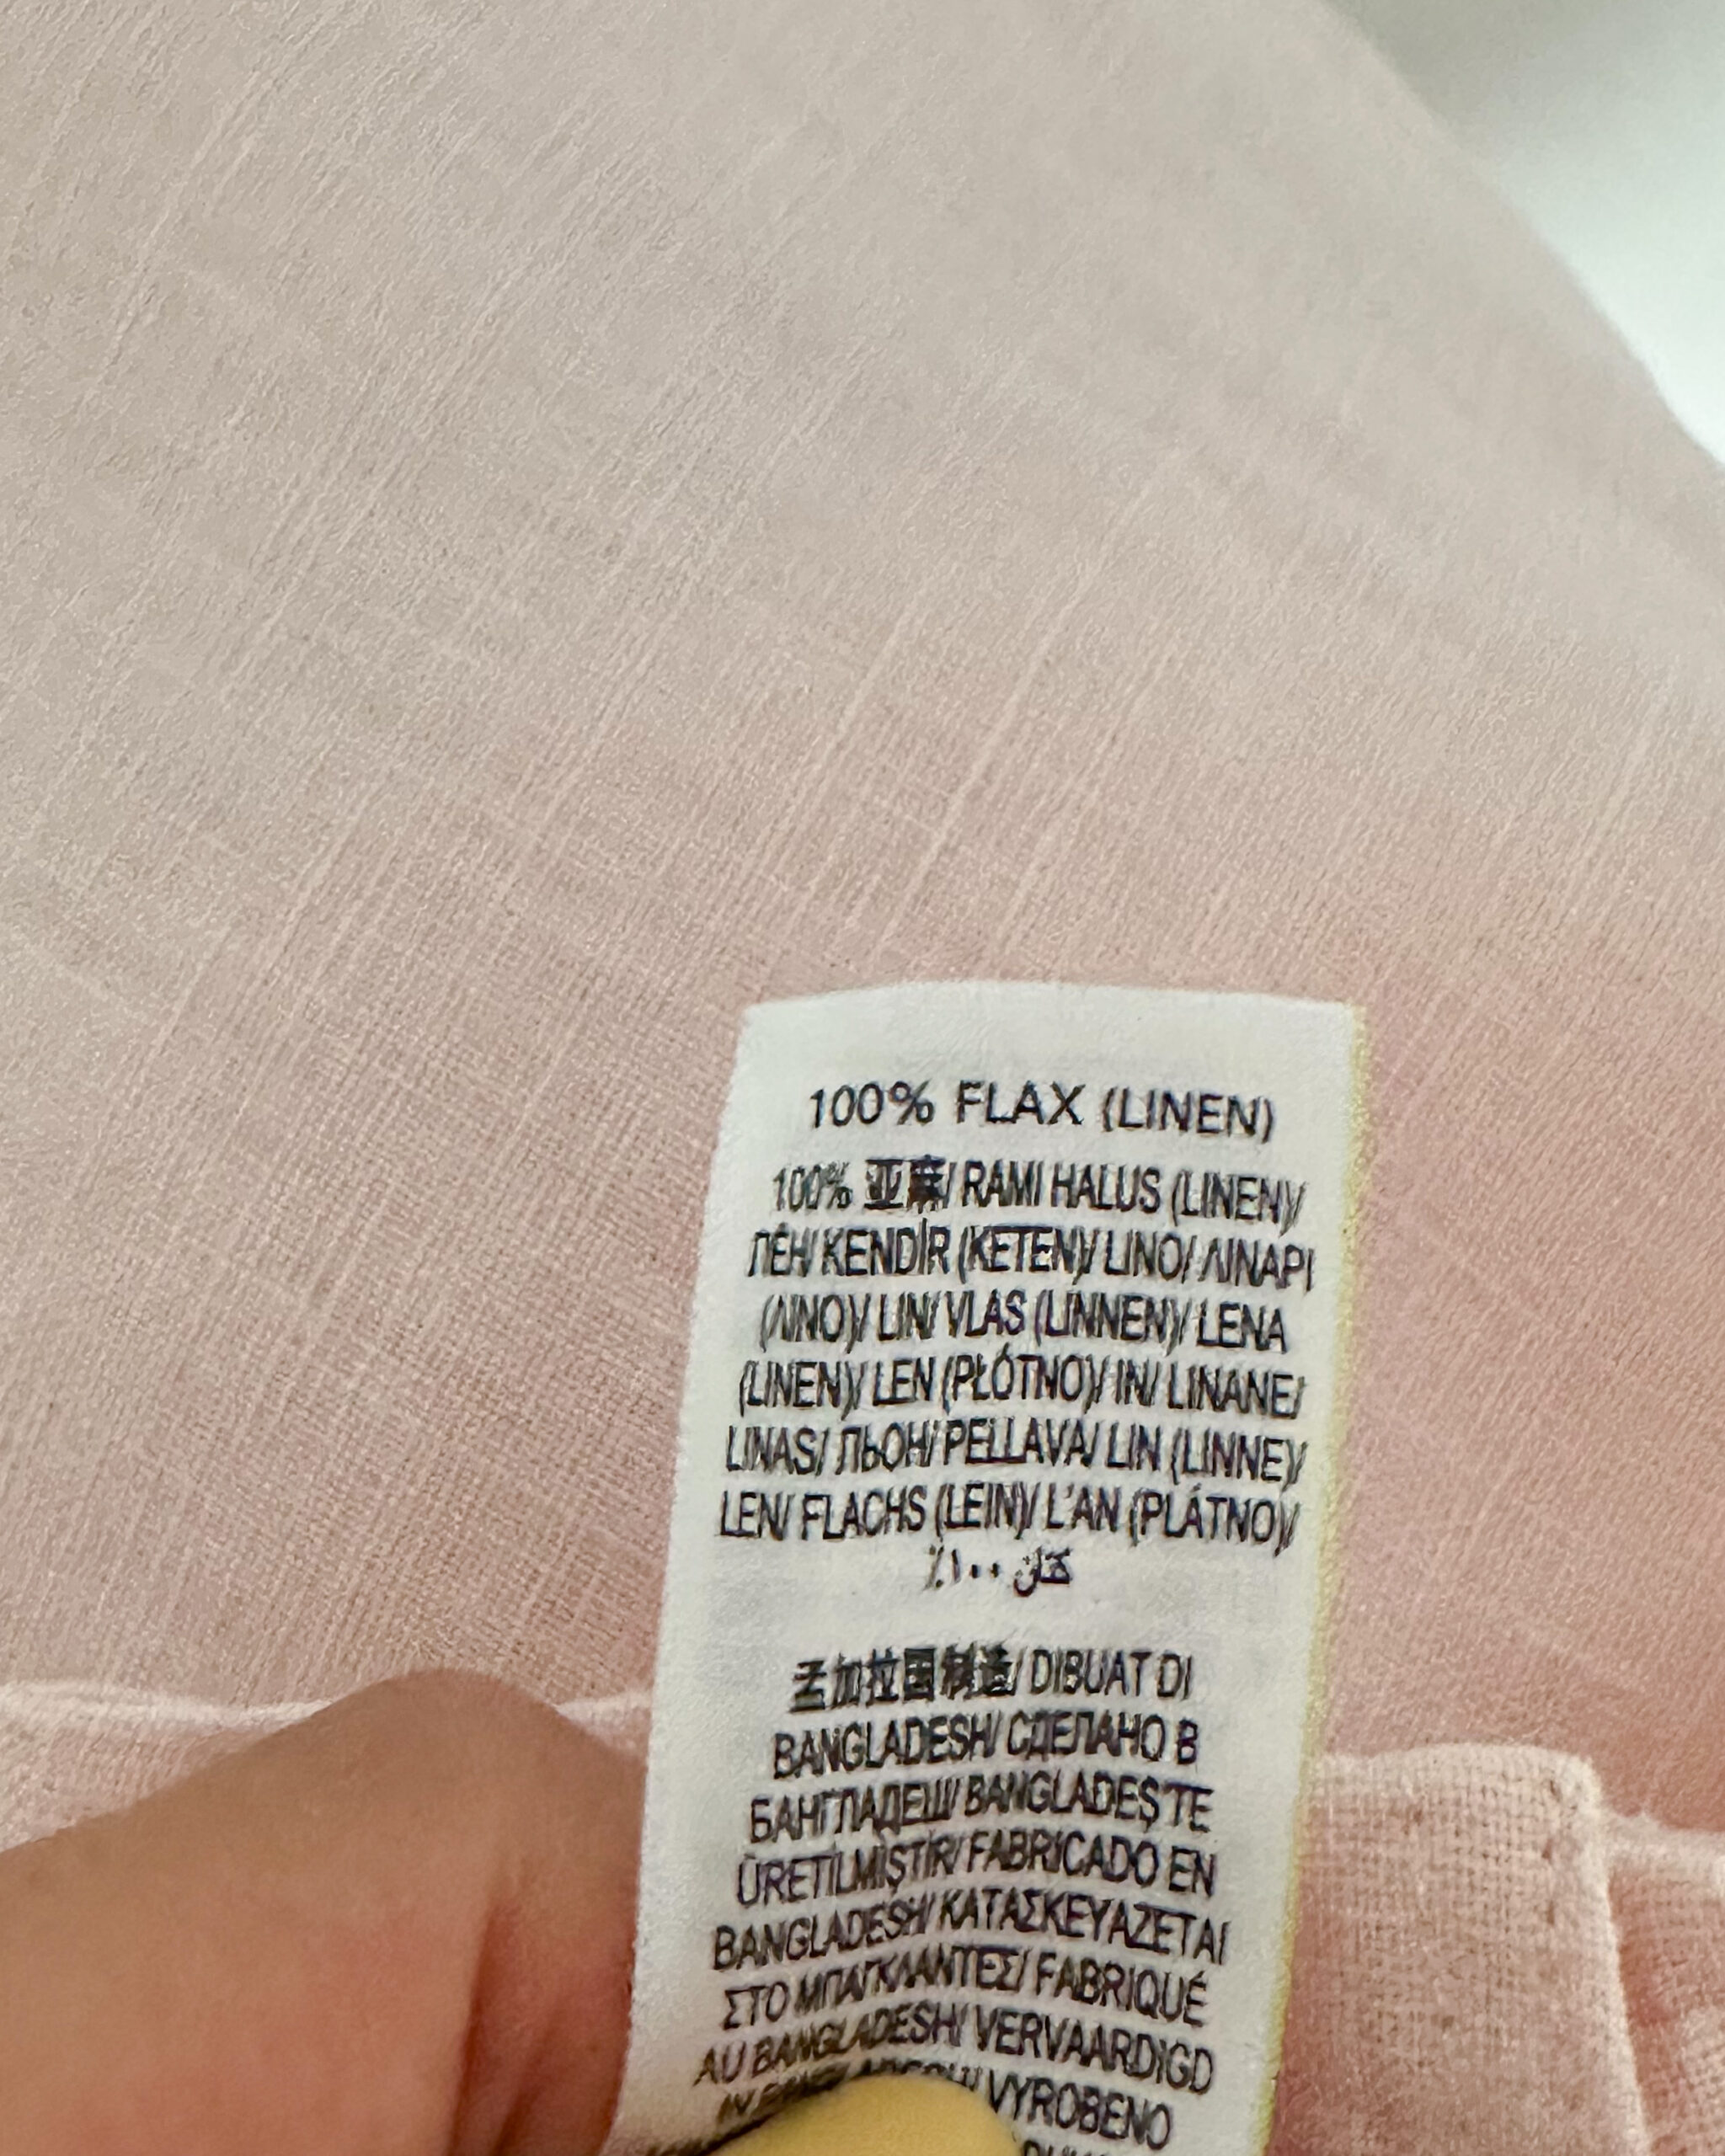 100% FLAX (LINEN)
100% 亚麻/ RAMI HALUS (LINEN)/
ЛЁН/ KENDİR (KETEN)/ LINO/ ΛΙΝΑΡΙ
(ΛΙΝΟ)/ LIN/ VLAS (LINNEN)/ LENA
(LINEN)/ LEN (PŁÓTNO)/ IN/ LINANE/
LINAS/ ЛЬОН/ PELLAVA/ LIN (LINNE)/
LEN/ FLACHS (LEIN)/ L'AN (PLÁTNO)/
كتان ١٠٠٪
孟加拉国制造/ DIBUAT DI
BANGLADESH/ СДЕЛАНО В
БАНГЛАДЕШ/ BANGLADEŞ'TE
ÜRETİLMİŞTİR/ FABRICADO EN
BANGLADESH/ ΚΑΤΑΣΚΕΥΑΖΕΤΑΙ
ΣΤΟ ΜΠΑΓΚΛΑΝΤΕΣ/ FABRIQUÉ
AU BANGLADESH/ VERVAARDIGD
VYROBENO